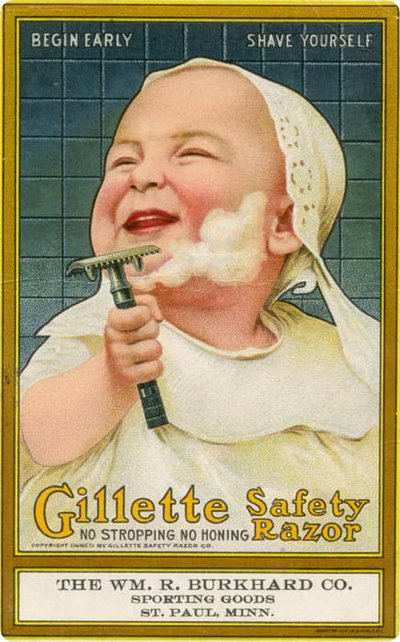 BEGIN EARLY SHAVE YOURSELF
Gillette Safety Razor
NO STROPPING NO HONING
COPYRIGHT OWNED BY GILLETTE SAFETY RAZOR CO.
THE WM. R. BURKHARD CO.
SPORTING GOODS
ST. PAUL, MINN.